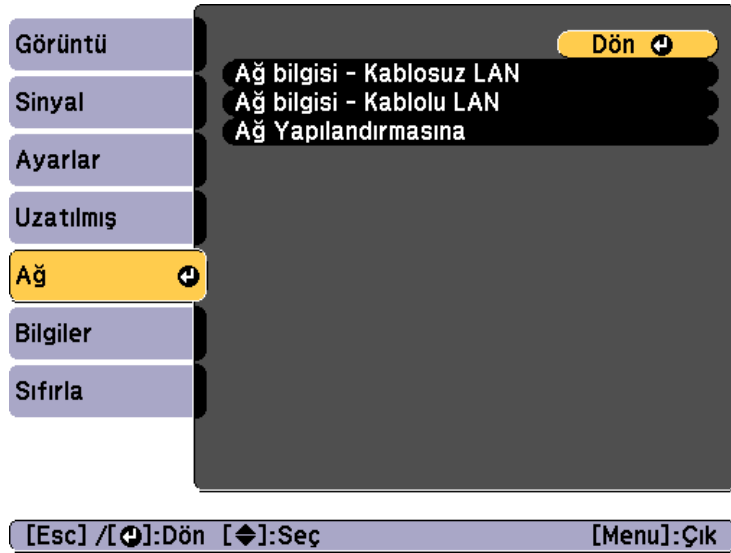 Görüntü
Sinyal
Ayarlar
Uzatılmış
Ağ
Bilgiler
Sıfırla
Dön
Ağ bilgisi - Kablosuz LAN
Ağ bilgisi - Kablolu LAN
Ağ Yapılandırmasına
[Esc] /[⏎]:Dön [◆]:Seç [Menu]:Çık